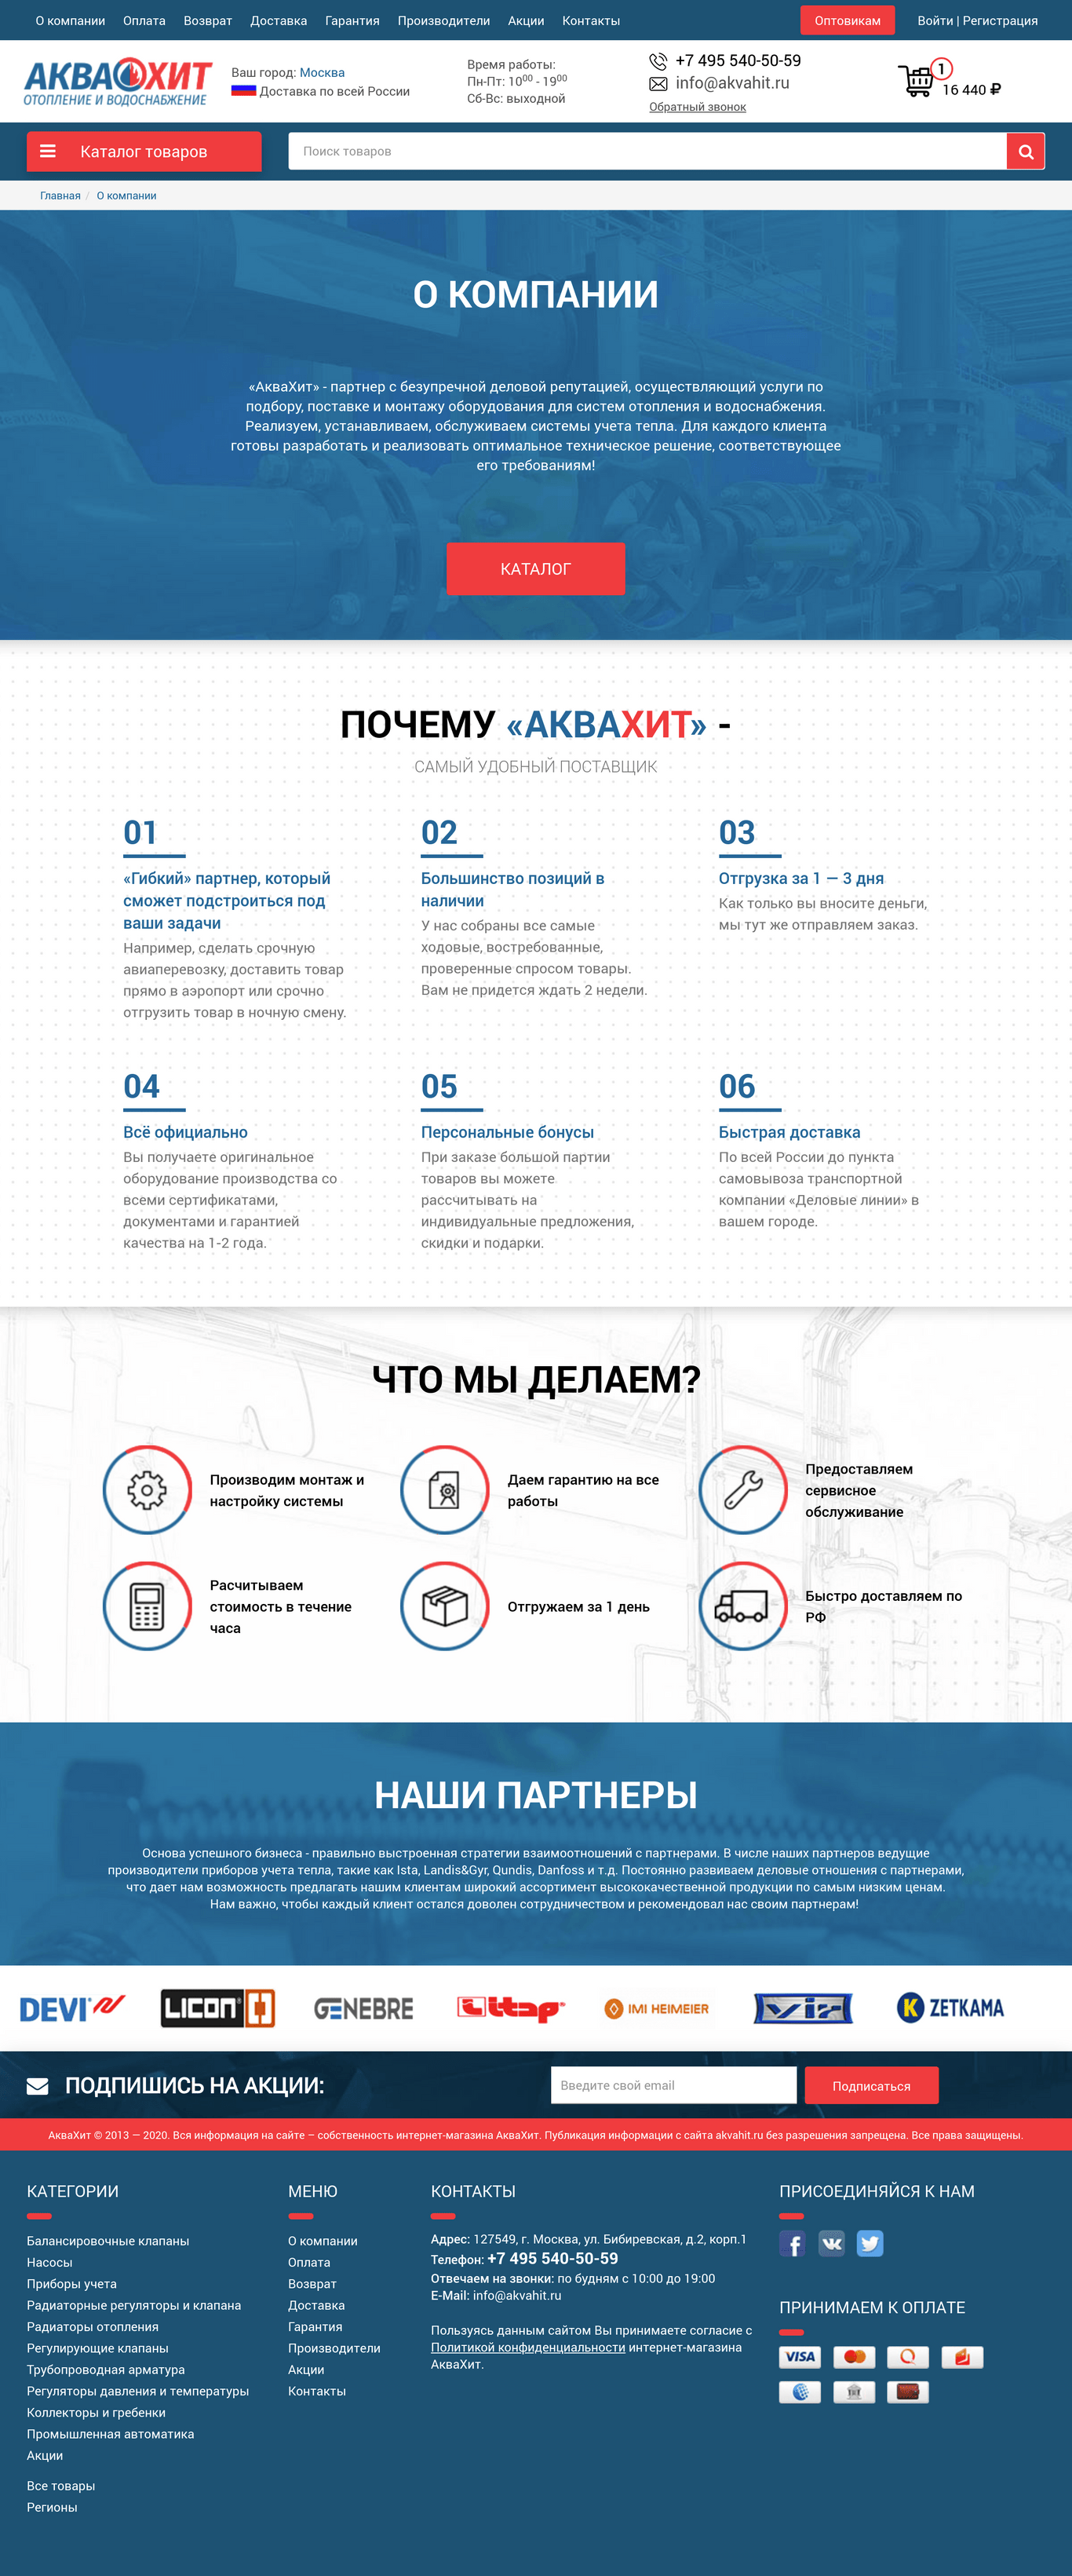 О компании Оплата Возврат Доставка Гарантия Производители Акции Контакты Оптовикам Войти | Регистрация
АКВАХИТ
ОТОПЛЕНИЕ И ВОДОСНАБЖЕНИЕ
Ваш город: Москва
Доставка по всей России
Время работы:
Пн-Пт: 10⁰⁰ - 19⁰⁰
Сб-Вс: выходной
+7 495 540-50-59
info@akvahit.ru
Обратный звонок
1
16 440 ₽
Каталог товаров
Поиск товаров
Главная / О компании
О КОМПАНИИ
«АкваХит» - партнер с безупречной деловой репутацией, осуществляющий услуги по
подбору, поставке и монтажу оборудования для систем отопления и водоснабжения.
Реализуем, устанавливаем, обслуживаем системы учета тепла. Для каждого клиента
готовы разработать и реализовать оптимальное техническое решение, соответствующее
его требованиям!
КАТАЛОГ
ПОЧЕМУ «АКВАХИТ» -
САМЫЙ УДОБНЫЙ ПОСТАВЩИК
01
«Гибкий» партнер, который
сможет подстроиться под
ваши задачи
Например, сделать срочную
авиаперевозку, доставить товар
прямо в аэропорт или срочно
отгрузить товар в ночную смену.
02
Большинство позиций в
наличии
У нас собраны все самые
ходовые, востребованные,
проверенные спросом товары.
Вам не придется ждать 2 недели.
03
Отгрузка за 1 — 3 дня
Как только вы вносите деньги,
мы тут же отправляем заказ.
04
Всё официально
Вы получаете оригинальное
оборудование производства со
всеми сертификатами,
документами и гарантией
качества на 1-2 года.
05
Персональные бонусы
При заказе большой партии
товаров вы можете
рассчитывать на
индивидуальные предложения,
скидки и подарки.
06
Быстрая доставка
По всей России до пункта
самовывоза транспортной
компании «Деловые линии» в
вашем городе.
ЧТО МЫ ДЕЛАЕМ?
Производим монтаж и
настройку системы
Даем гарантию на все
работы
Предоставляем
сервисное
обслуживание
Расчитываем
стоимость в течение
часа
Отгружаем за 1 день
Быстро доставляем по
РФ
НАШИ ПАРТНЕРЫ
Основа успешного бизнеса - правильно выстроенная стратегии взаимоотношений с партнерами. В числе наших партнеров ведущие
производители приборов учета тепла, такие как Ista, Landis&Gyr, Qundis, Danfoss и т.д. Постоянно развиваем деловые отношения с партнерами,
что дает нам возможность предлагать нашим клиентам широкий ассортимент высококачественной продукции по самым низким ценам.
Нам важно, чтобы каждый клиент остался доволен сотрудничеством и рекомендовал нас своим партнерам!
DEVI LICON GENEBRE itap IMI HEIMEIER VIR K ZETKAMA
ПОДПИШИСЬ НА АКЦИИ:
Введите свой email
Подписаться
АкваХит © 2013 — 2020. Вся информация на сайте – собственность интернет-магазина АкваХит. Публикация информации с сайта akvahit.ru без разрешения запрещена. Все права защищены.
КАТЕГОРИИ
Балансировочные клапаны
Насосы
Приборы учета
Радиаторные регуляторы и клапана
Радиаторы отопления
Регулирующие клапаны
Трубопроводная арматура
Регуляторы давления и температуры
Коллекторы и гребенки
Промышленная автоматика
Акции
Все товары
Регионы
МЕНЮ
О компании
Оплата
Возврат
Доставка
Гарантия
Производители
Акции
Контакты
КОНТАКТЫ
Адрес: 127549, г. Москва, ул. Бибиревская, д.2, корп.1
Телефон: +7 495 540-50-59
Отвечаем на звонки: по будням с 10:00 до 19:00
E-Mail: info@akvahit.ru
Пользуясь данным сайтом Вы принимаете согласие с
Политикой конфиденциальности интернет-магазина
АкваХит.
ПРИСОЕДИНЯЙСЯ К НАМ
ПРИНИМАЕМ К ОПЛАТЕ
VISA